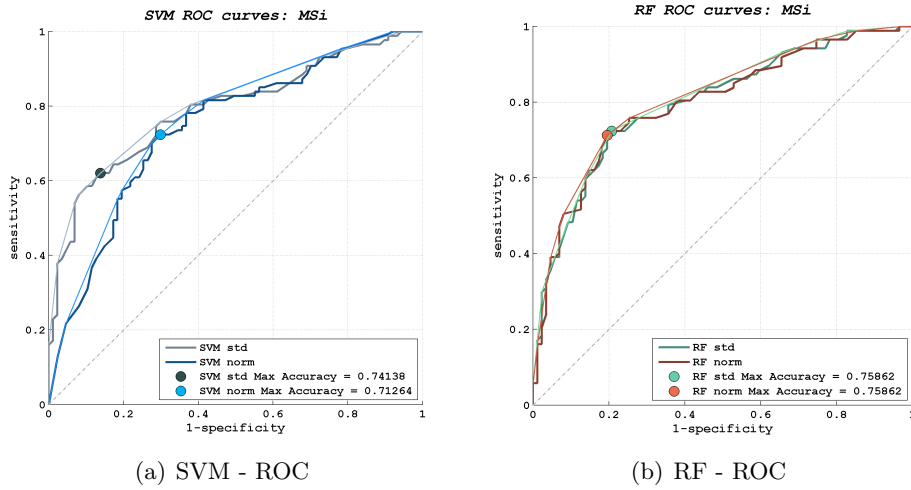 SVM ROC curves: MSi
1
0.8
0.6
0.4
0.2
0
0
0.2
0.4
0.6
0.8
1
sensitivity
1-specificity
SVM std
SVM norm
SVM std Max Accuracy = 0.74138
SVM norm Max Accuracy = 0.71264
(a) SVM - ROC
RF ROC curves: MSi
1
0.8
0.6
0.4
0.2
0
0
0.2
0.4
0.6
0.8
1
sensitivity
1-specificity
RF std
RF norm
RF std Max Accuracy = 0.75862
RF norm Max Accuracy = 0.75862
(b) RF - ROC